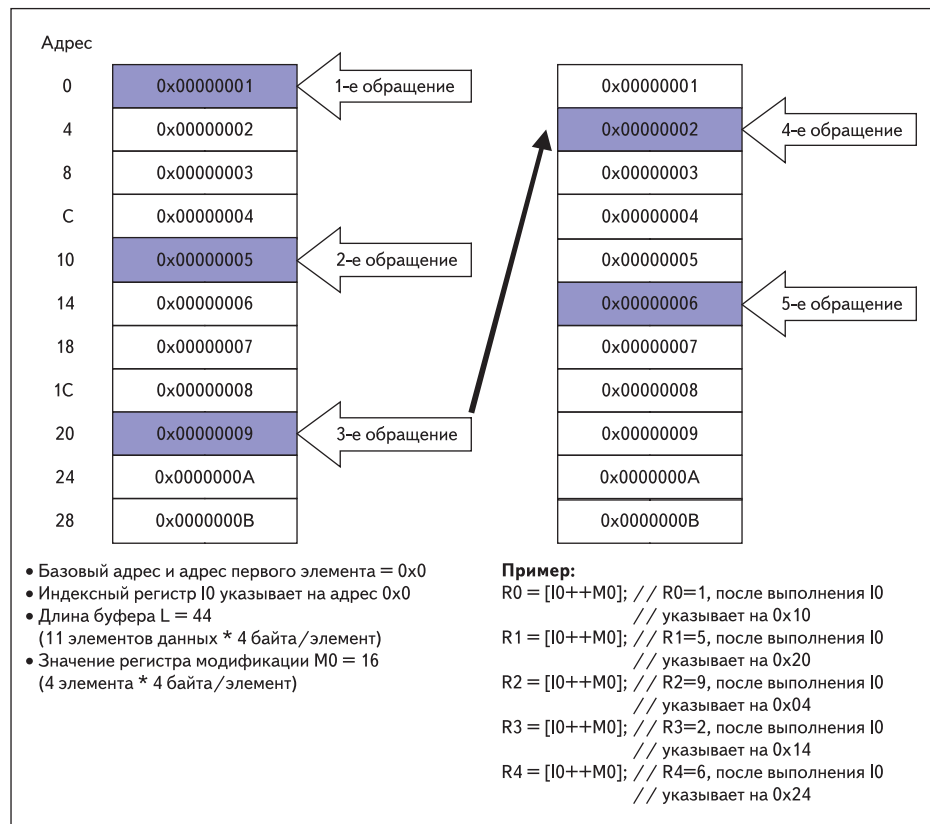 Адрес
0 0x00000001 1-е обращение 0x00000001
4 0x00000002 0x00000002 4-е обращение
8 0x00000003 0x00000003
C 0x00000004 0x00000004
10 0x00000005 2-е обращение 0x00000005
14 0x00000006 0x00000006 5-е обращение
18 0x00000007 0x00000007
1C 0x00000008 0x00000008
20 0x00000009 3-е обращение 0x00000009
24 0x0000000A 0x0000000A
28 0x0000000B 0x0000000B
• Базовый адрес и адрес первого элемента = 0x0
• Индексный регистр I0 указывает на адрес 0x0
• Длина буфера L = 44
(11 элементов данных * 4 байта/элемент)
• Значение регистра модификации M0 = 16
(4 элемента * 4 байта/элемент)
Пример:
R0 = [I0++M0]; // R0=1, после выполнения I0
// указывает на 0x10
R1 = [I0++M0]; // R1=5, после выполнения I0
// указывает на 0x20
R2 = [I0++M0]; // R2=9, после выполнения I0
// указывает на 0x04
R3 = [I0++M0]; // R3=2, после выполнения I0
// указывает на 0x14
R4 = [I0++M0]; // R4=6, после выполнения I0
// указывает на 0x24